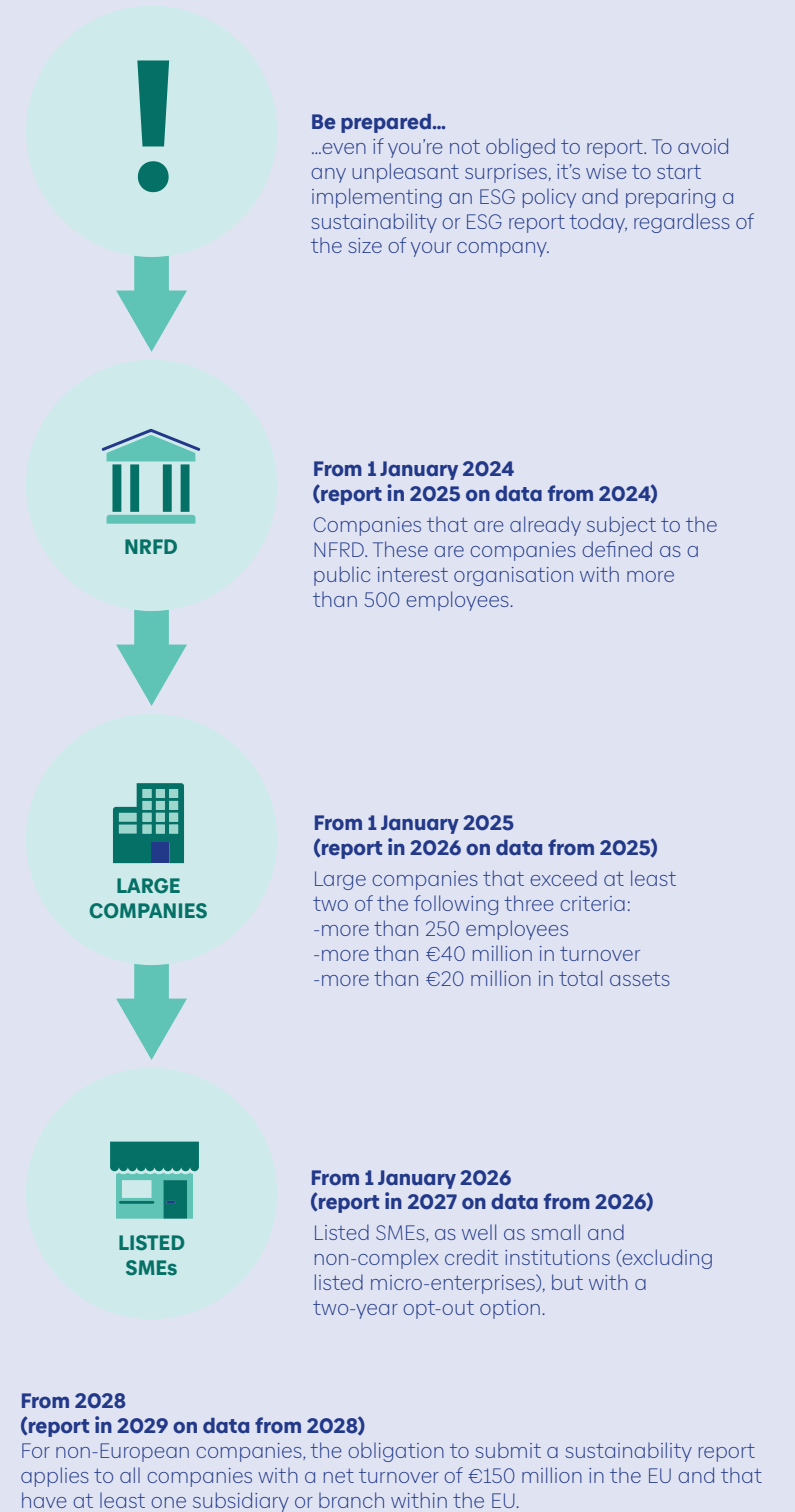 Be prepared...
...even if you're not obliged to report. To avoid
any unpleasant surprises, it's wise to start
implementing an ESG policy and preparing a
sustainability or ESG report today, regardless of
the size of your company.
NRFD
From 1 January 2024
(report in 2025 on data from 2024)
Companies that are already subject to the
NFRD. These are companies defined as a
public interest organisation with more
than 500 employees.
LARGE
COMPANIES
From 1 January 2025
(report in 2026 on data from 2025)
Large companies that exceed at least
two of the following three criteria:
-more than 250 employees
-more than €40 million in turnover
-more than €20 million in total assets
LISTED
SMEs
From 1 January 2026
(report in 2027 on data from 2026)
Listed SMEs, as well as small and
non-complex credit institutions (excluding
listed micro-enterprises), but with a
two-year opt-out option.
From 2028
(report in 2029 on data from 2028)
For non-European companies, the obligation to submit a sustainability report
applies to all companies with a net turnover of €150 million in the EU and that
have at least one subsidiary or branch within the EU.